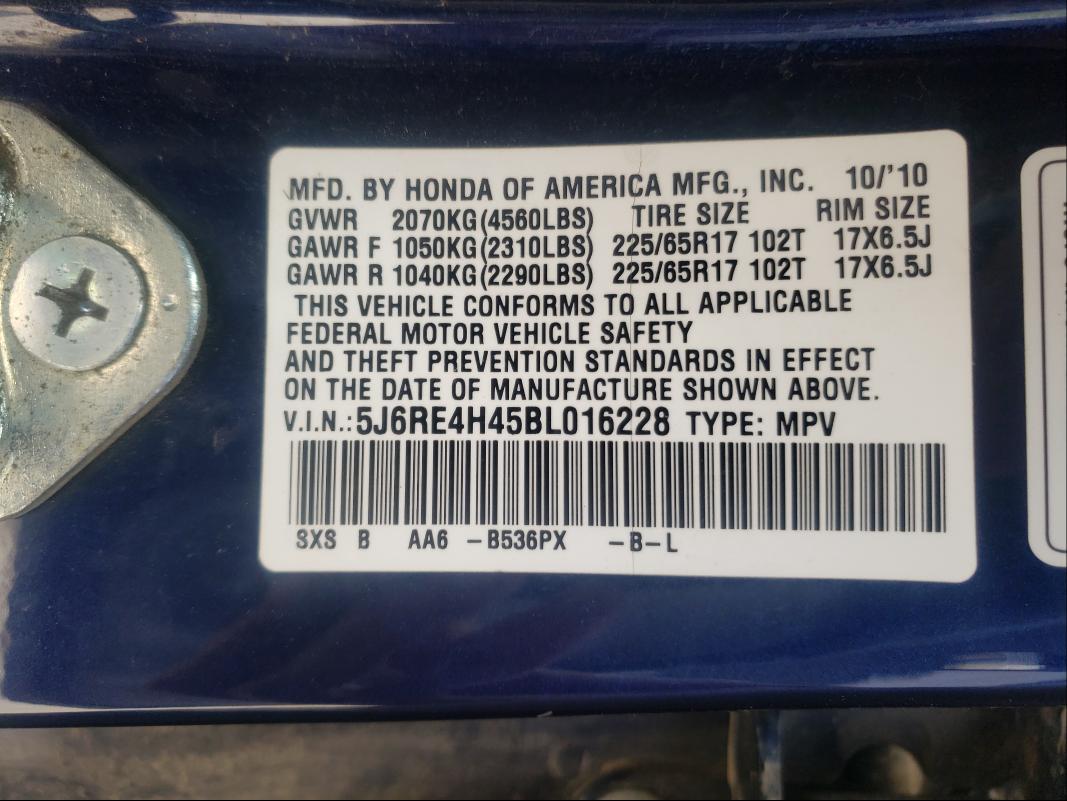 MFD. BY HONDA OF AMERICA MFG., INC. 10/'10
GVWR 2070KG(4560LBS) TIRE SIZE RIM SIZE
GAWR F 1050KG(2310LBS) 225/65R17 102T 17X6.5J
GAWR R 1040KG(2290LBS) 225/65R17 102T 17X6.5J
THIS VEHICLE CONFORMS TO ALL APPLICABLE
FEDERAL MOTOR VEHICLE SAFETY
AND THEFT PREVENTION STANDARDS IN EFFECT
ON THE DATE OF MANUFACTURE SHOWN ABOVE.
V.I.N.: 5J6RE4H45BL016228 TYPE: MPV
SXS B AA6 -B536PX -B-L